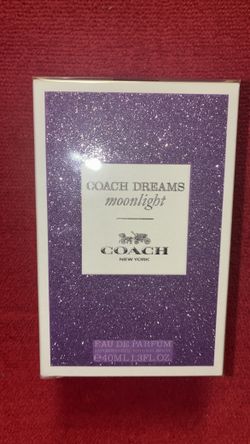 COACH DREAMS
moonlight
COACH
NEW YORK
EAU DE PARFUM
℮40ML 1.3FL.OZ